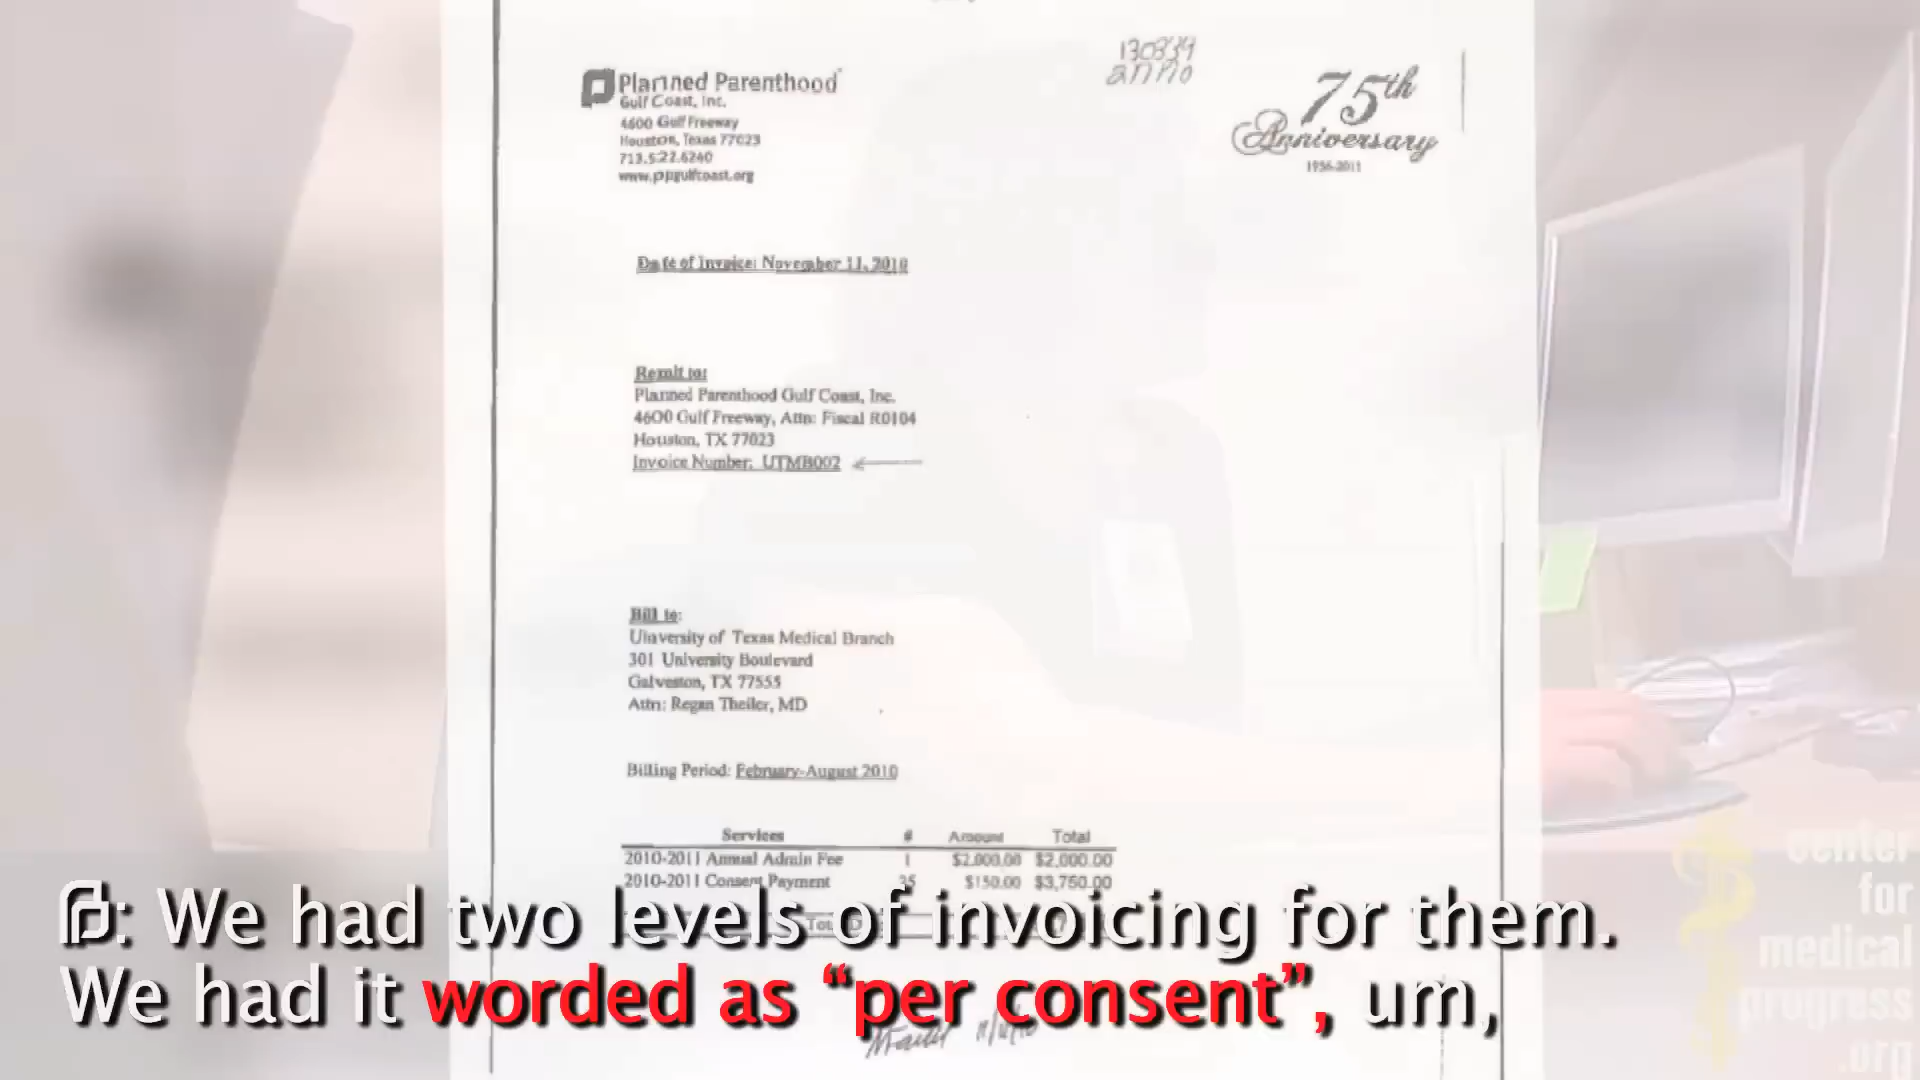 130839
Planned Parenthood
Gulf Coast, Inc.
4600 Gulf Freeway
Houston, Texas 77023
713.522.6240
www.ppgulfcoast.org
75th
Anniversary
1936-2011
Date of Invoice: November 11, 2010
Remit to:
Planned Parenthood Gulf Coast, Inc.
4600 Gulf Freeway, Attn: Fiscal R0104
Houston, TX 77023
Invoice Number: UTMB002
Bill to:
University of Texas Medical Branch
301 University Boulevard
Galveston, TX 77555
Attn: Regan Theiler, MD
Billing Period: February-August 2010
Services # Amount Total
2010-2011 Annual Admin Fee 1 $2,000.00 $2,000.00
2010-2011 Consent Payment $150.00 $3,750.00
: We had two levels of invoicing for them.
We had it worded as “per consent”, um,
center
for
medical
progress
.org